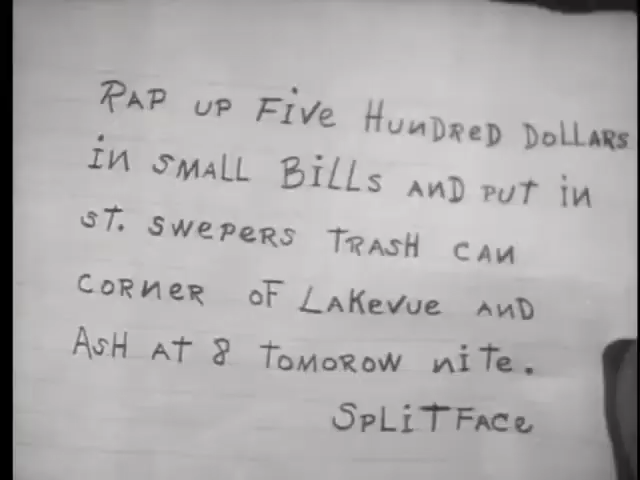 RAP UP FiVe HunDReD DoLLARS
iN SMALL BiLLS AND PUT iN
ST. SWEPERS TRASH CAN
CORNER OF LAKeVue AND
ASH AT 8 TOMOROW NiTe.
SPLiTFACe